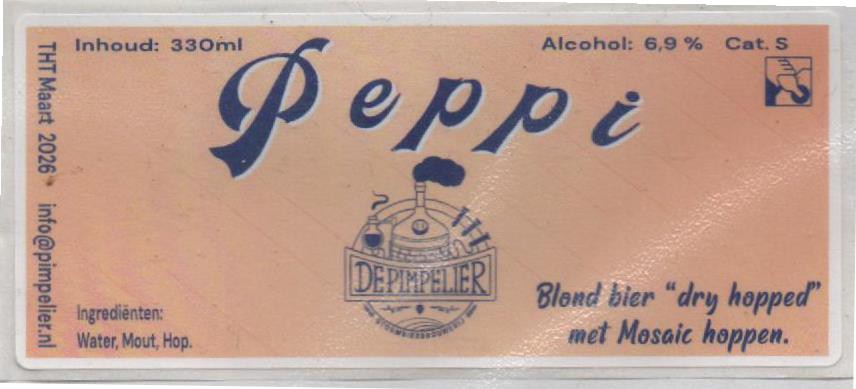 Inhoud: 330ml
Alcohol: 6,9 % Cat. S
Peppi
THT Maart 2026 info@pimpelier.nl
DE PIMPELIER
Ingrediënten:
Water, Mout, Hop.
Blond bier “dry hopped”
met Mosaic hoppen.